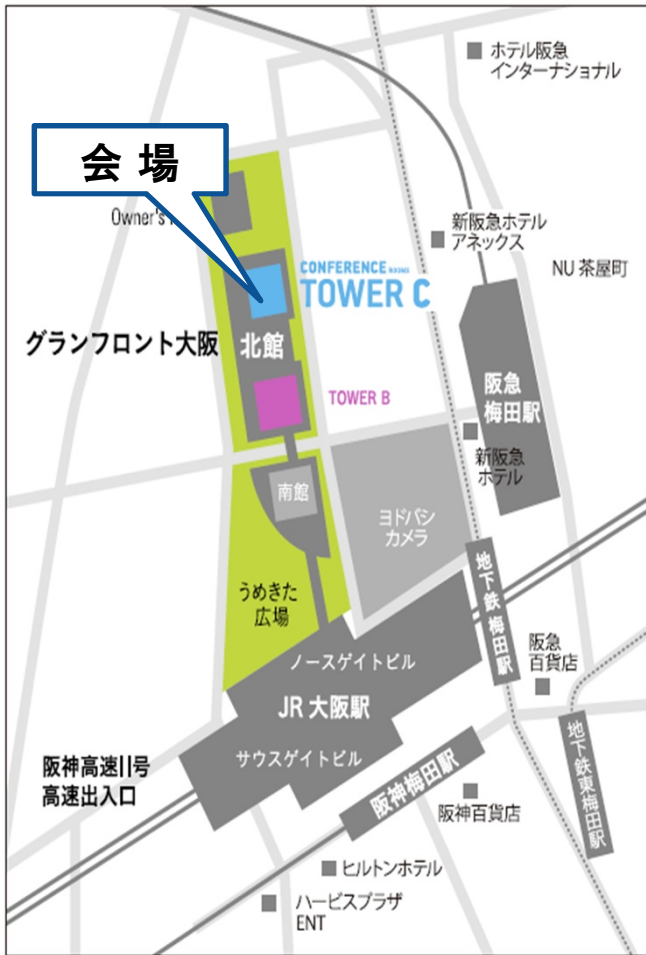 ホテル阪急
インターナショナル
会 場
Owner's
新阪急ホテル
アネックス
NU 茶屋町
CONFERENCE ROOMS
TOWER C
グランフロント大阪
北館
阪急
梅田駅
TOWER B
新阪急
ホテル
南館
ヨドバシ
カメラ
うめきた
広場
地下鉄 梅田駅
ノースゲイトビル
阪急
百貨店
JR 大阪駅
サウスゲイトビル
阪神高速11号
高速出入口
阪神梅田駅
地下鉄東梅田駅
阪神百貨店
ヒルトンホテル
ハービスプラザ
ENT